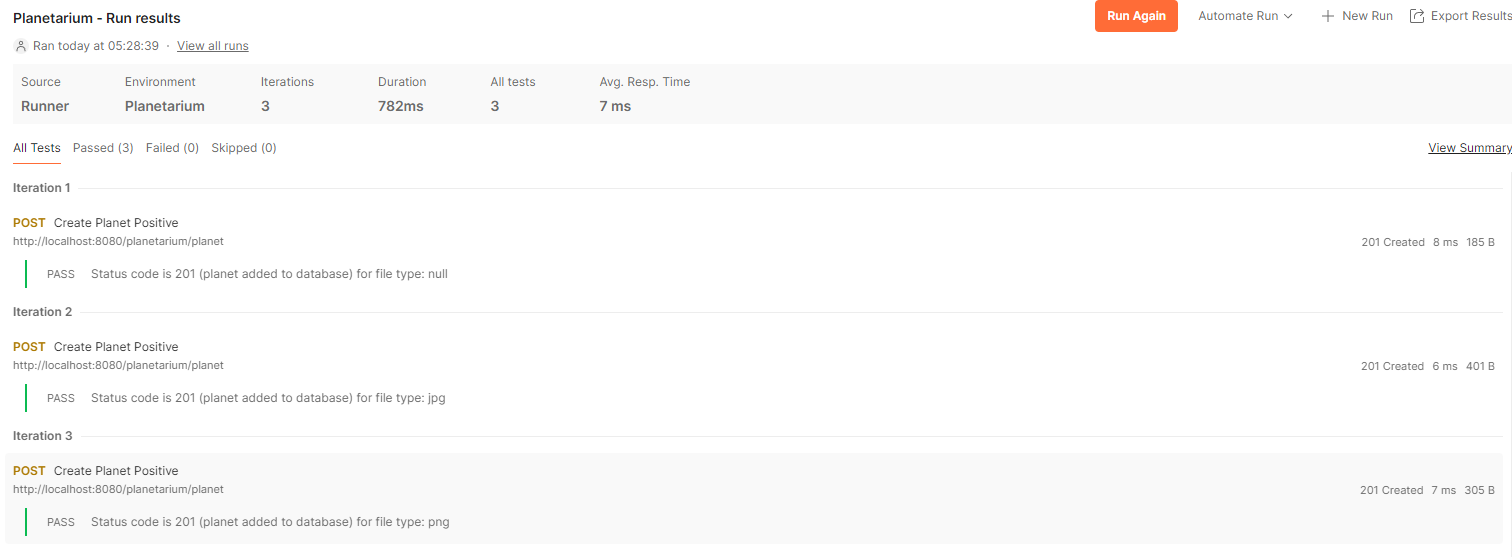 Planetarium - Run results
Run Again Automate Run New Run Export Results
Ran today at 05:28:39 · View all runs
Source Environment Iterations Duration All tests Avg. Resp. Time
Runner Planetarium 3 782ms 3 7 ms
All Tests Passed (3) Failed (0) Skipped (0) View Summary
Iteration 1
POST Create Planet Positive
http://localhost:8080/planetarium/planet 201 Created 8 ms 185 B
PASS Status code is 201 (planet added to database) for file type: null
Iteration 2
POST Create Planet Positive
http://localhost:8080/planetarium/planet 201 Created 6 ms 401 B
PASS Status code is 201 (planet added to database) for file type: jpg
Iteration 3
POST Create Planet Positive
http://localhost:8080/planetarium/planet 201 Created 7 ms 305 B
PASS Status code is 201 (planet added to database) for file type: png